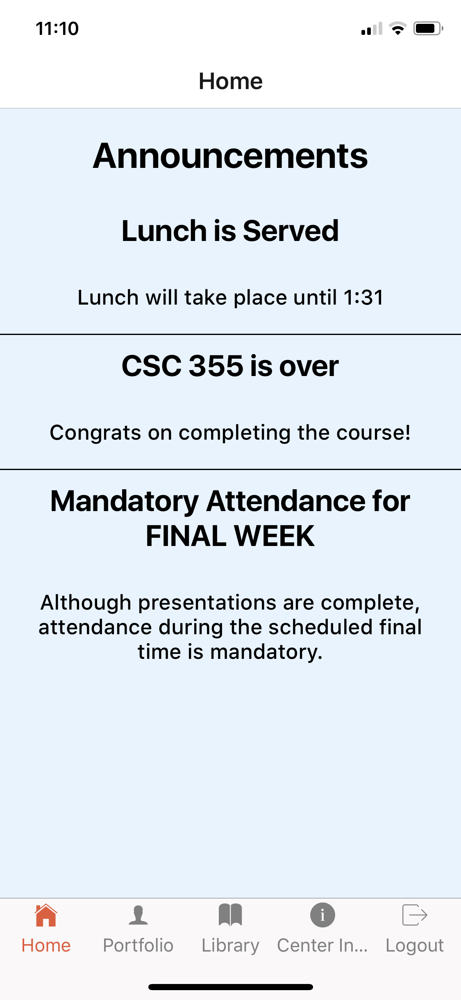 11:10
Home
Announcements
Lunch is Served
Lunch will take place until 1:31
CSC 355 is over
Congrats on completing the course!
Mandatory Attendance for
FINAL WEEK
Although presentations are complete,
attendance during the scheduled final
time is mandatory.
Home
Portfolio
Library
Center In...
Logout